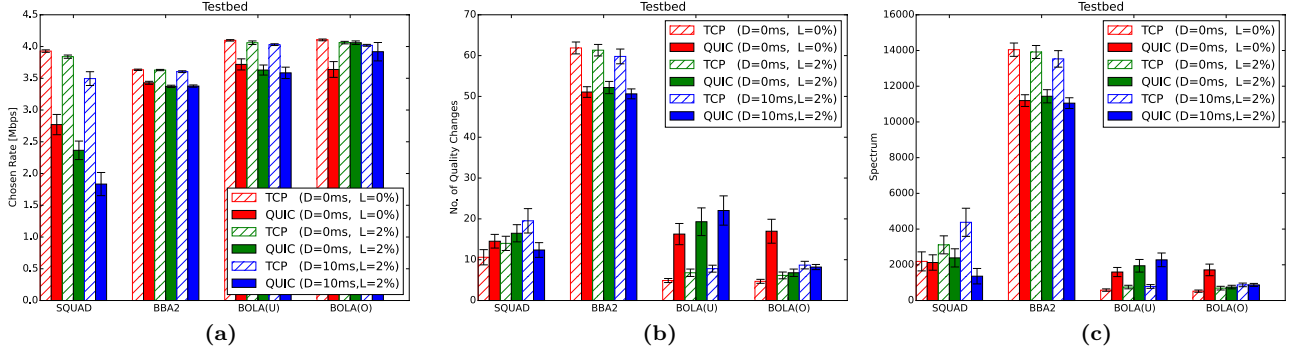 Testbed
Chosen Rate [Mbps]
4.5
4.0
3.5
3.0
2.5
2.0
1.5
1.0
0.5
0.0
TCP (D=0ms, L=0%)
QUIC (D=0ms, L=0%)
TCP (D=0ms, L=2%)
QUIC (D=0ms, L=2%)
TCP (D=10ms,L=2%)
QUIC (D=10ms,L=2%)
SQUAD BBA2 BOLA(U) BOLA(O)
(a)
Testbed
No. of Quality Changes
70
60
50
40
30
20
10
0
TCP (D=0ms, L=0%)
QUIC (D=0ms, L=0%)
TCP (D=0ms, L=2%)
QUIC (D=0ms, L=2%)
TCP (D=10ms,L=2%)
QUIC (D=10ms,L=2%)
SQUAD BBA2 BOLA(U) BOLA(O)
(b)
Testbed
Spectrum
16000
14000
12000
10000
8000
6000
4000
2000
0
TCP (D=0ms, L=0%)
QUIC (D=0ms, L=0%)
TCP (D=0ms, L=2%)
QUIC (D=0ms, L=2%)
TCP (D=10ms,L=2%)
QUIC (D=10ms,L=2%)
SQUAD BBA2 BOLA(U) BOLA(O)
(c)